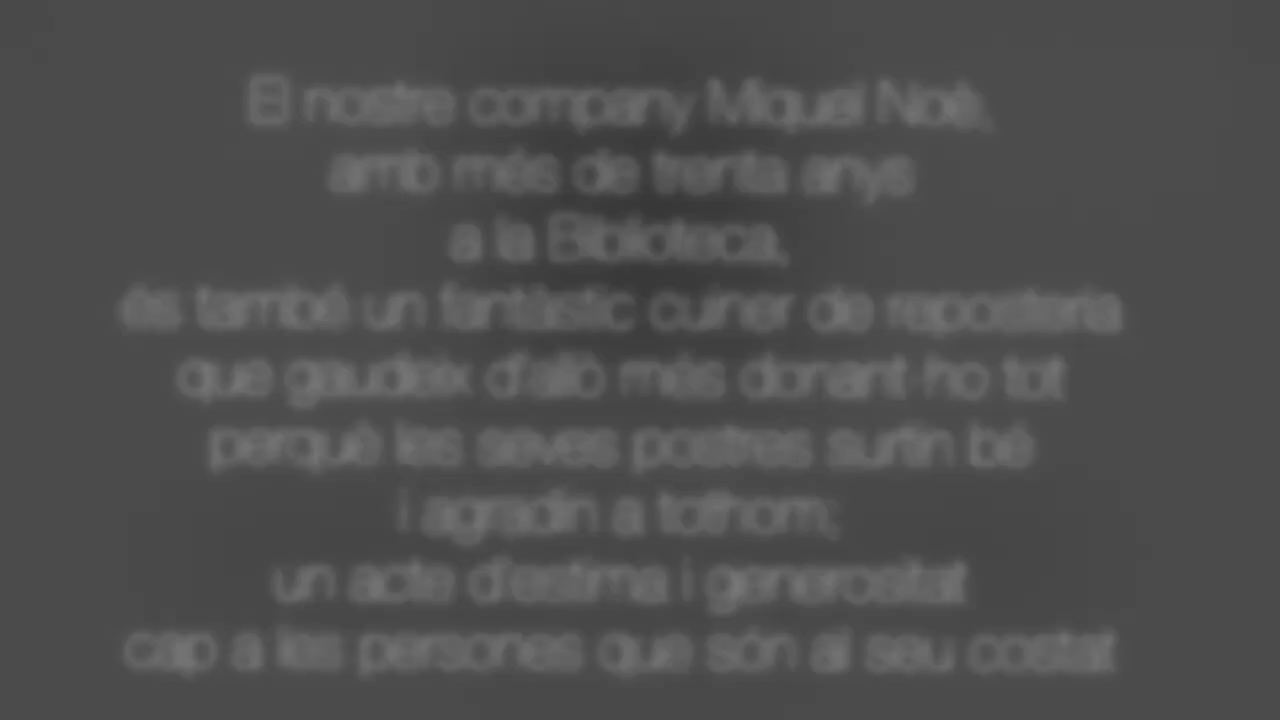 El nostre company Miquel Noè,
amb més de trenta anys
a la Biblioteca,
és també un fantàstic cuiner de reposteria
que gaudeix d'allò més donant-ho tot
perquè les seves postres surtin bé
i agradin a tothom;
un acte d'estima i generositat
cap a les persones que són al seu costat